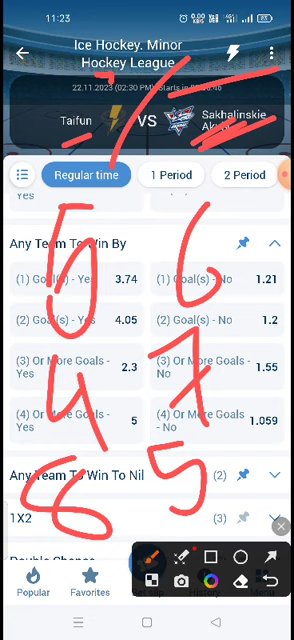 11:23
Ice Hockey. Minor
Hockey League
22.11.2023 (02:30 PM)
Taifun VS Sakhalinskie
Regular time 1 Period 2 Period
Yes
Any Team To Win By
(1) Goal(s) - Yes 3.74 (1) Goal(s) - No 1.21
(2) Goal(s) - Yes 4.05 (2) Goal(s) - No 1.2
(3) Or More Goals - Yes 2.3 (3) Or More Goals - No 1.55
(4) Or More Goals - Yes 5 (4) Or More Goals - No 1.059
5 6
4 7
8 5
Any Team To Win To Nil (2)
1X2 (3)
Popular Favorites Menu